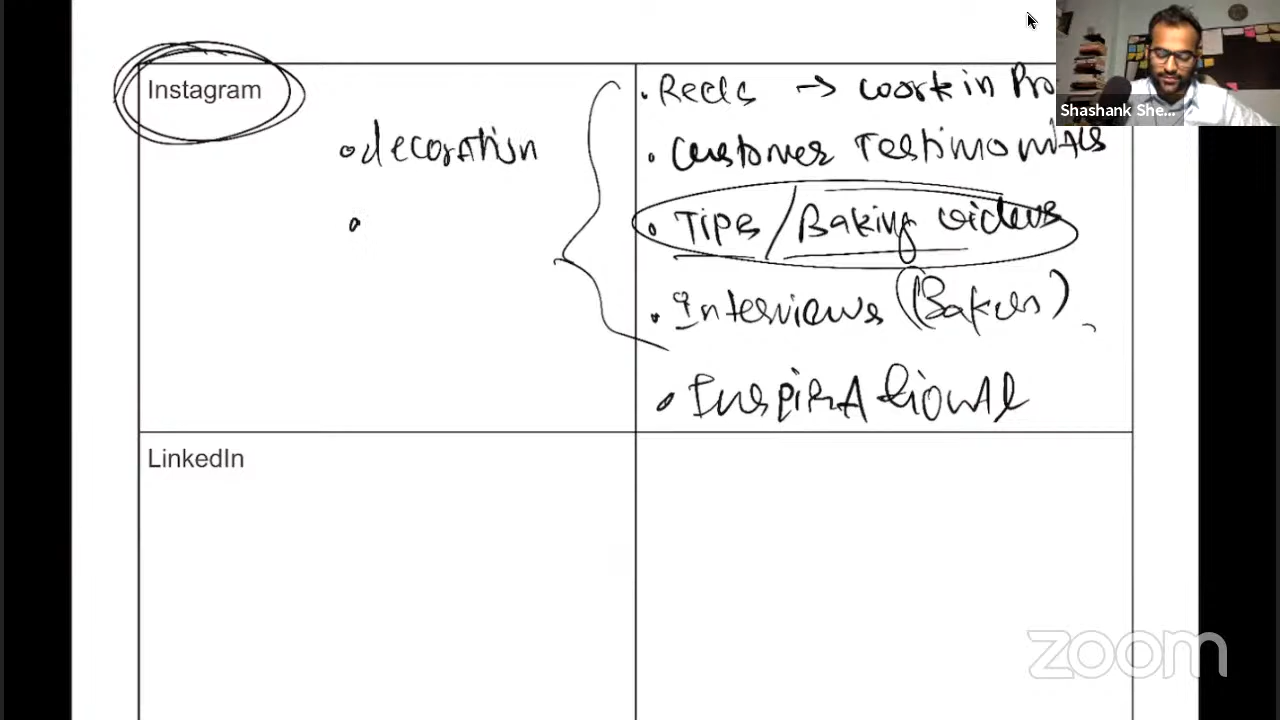 Instagram
• Reels → work in Pro
Shashank She...
• decoration
• Customer Testimonials
• Tips / Baking videos
• Interviews (Bakers)
• Inspirational
LinkedIn
zoom